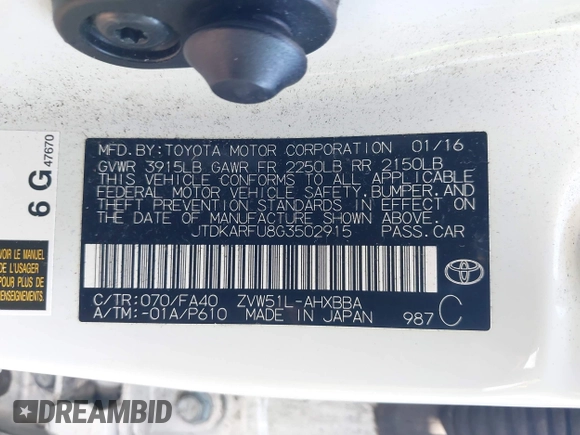 MFD.BY:TOYOTA MOTOR CORPORATION 01/16
GVWR 3915LB GAWR FR 2250LB RR 2150LB
THIS VEHICLE CONFORMS TO ALL APPLICABLE
FEDERAL MOTOR VEHICLE SAFETY, BUMPER, AND
THEFT PREVENTION STANDARDS IN EFFECT ON
THE DATE OF MANUFACTURE SHOWN ABOVE.
JTDKARFU8G3502915 PASS.CAR
C/TR:070/FA40 ZVW51L-AHXBBA
A/TM:-01A/P610 MADE IN JAPAN 987 C
TOYOTA
6 G 47670
LE MANUEL
DE L'USAGER
POUR PLUS DE
RENSEIGNEMENTS.
DREAMBID